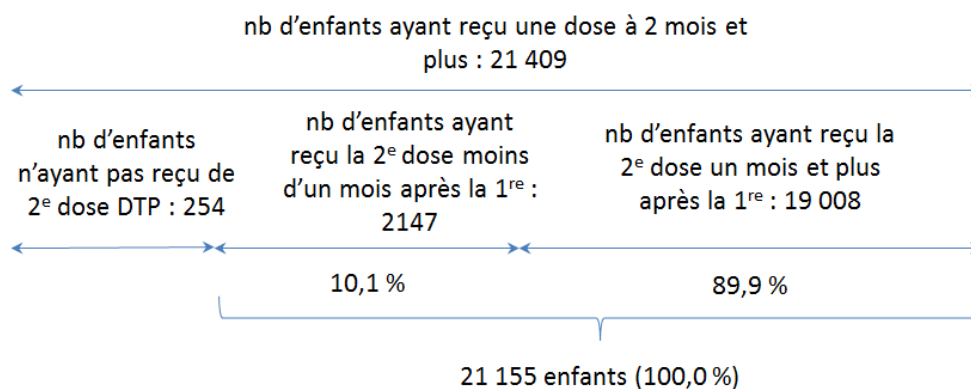 nb d’enfants ayant reçu une dose à 2 mois et
plus : 21 409
nb d’enfants
n’ayant pas reçu de
2e dose DTP : 254
nb d’enfants ayant
reçu la 2e dose moins
d’un mois après la 1re :
2147
nb d’enfants ayant reçu la
2e dose un mois et plus
après la 1re : 19 008
10,1 %
89,9 %
21 155 enfants (100,0 %)